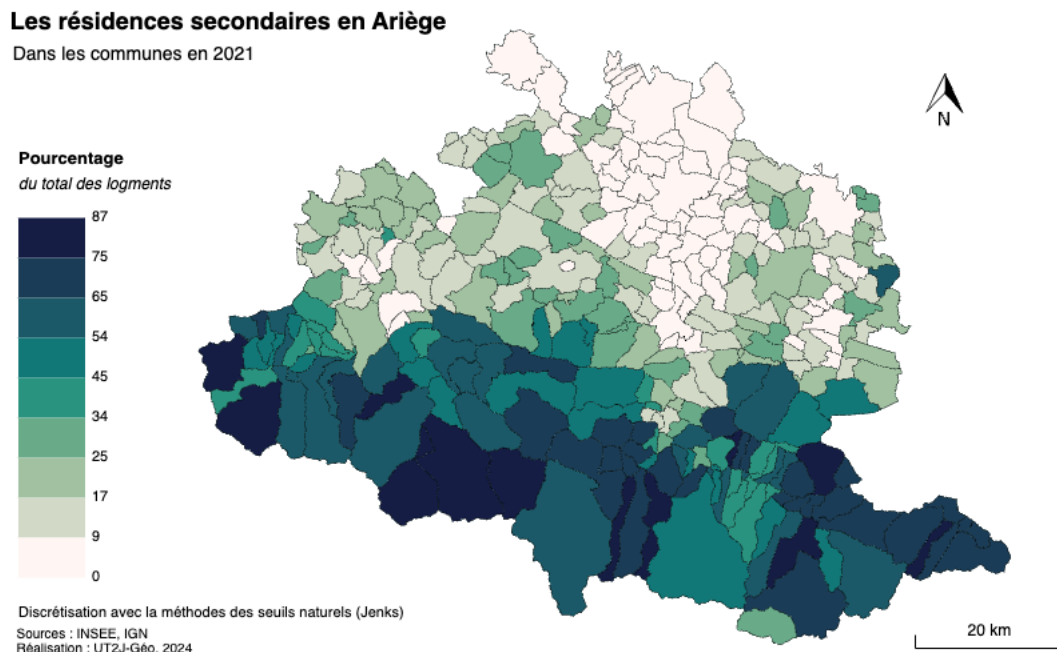 Les résidences secondaires en Ariège
Dans les communes en 2021
N
Pourcentage
du total des logments
87
75
65
54
45
34
25
17
9
0
Discrétisation avec la méthodes des seuils naturels (Jenks)
Sources : INSEE, IGN
Réalisation : UT2J-Géo, 2024
20 km